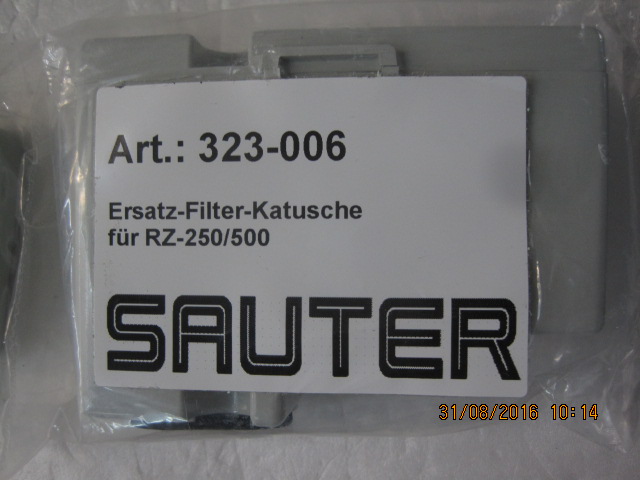 Art.: 323-006
Ersatz-Filter-Katusche
für RZ-250/500
SAUTER
31/08/2016 10:14